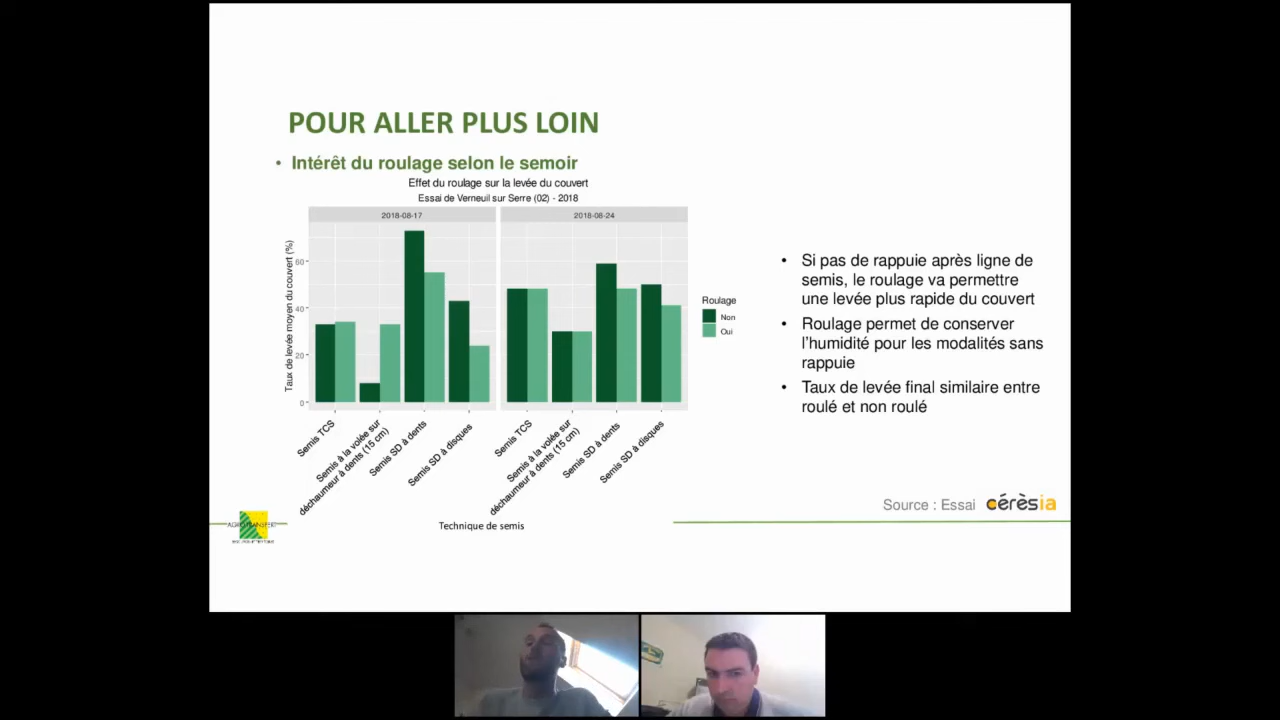 POUR ALLER PLUS LOIN
• Intérêt du roulage selon le semoir
Effet du roulage sur la levée du couvert
Essai de Verneuil sur Serre (02) - 2018
2018-08-17
2018-08-24
Taux de levée moyen du couvert (%)
60
40
20
0
Semis TCS
Semis à la volée sur
déchaumeur à dents (15 cm)
Semis SD à dents
Semis SD à disques
Semis TCS
Semis à la volée sur
déchaumeur à dents (15 cm)
Semis SD à dents
Semis SD à disques
Technique de semis
Roulage
Non
Oui
• Si pas de rappuie après ligne de
semis, le roulage va permettre
une levée plus rapide du couvert
• Roulage permet de conserver
l'humidité pour les modalités sans
rappuie
• Taux de levée final similaire entre
roulé et non roulé
Source : Essai cérèsia
AGRO TRANSFERT